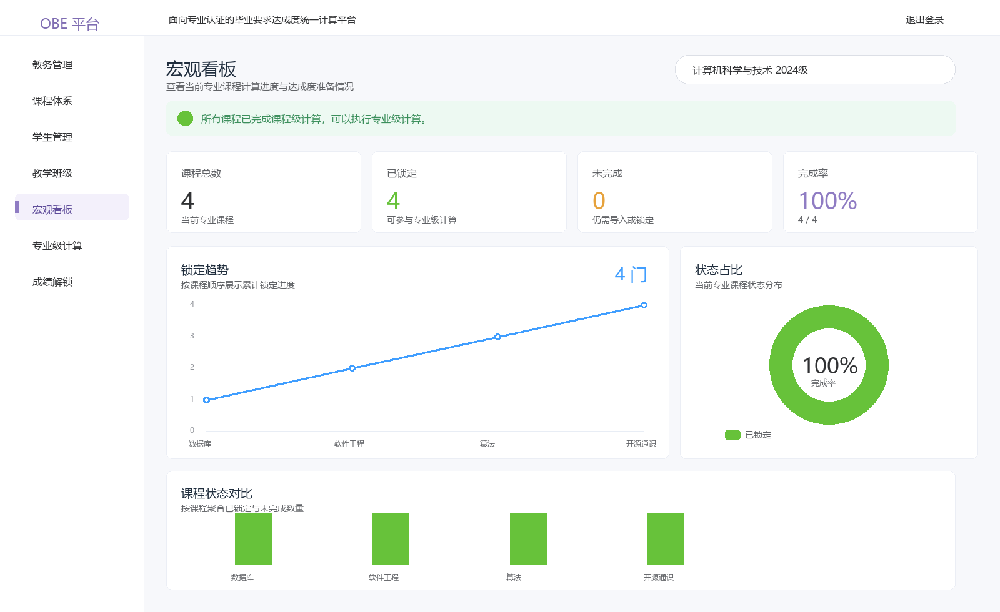 OBE 平台
面向专业认证的毕业要求达成度统一计算平台
退出登录
教务管理
课程体系
学生管理
教学班级
宏观看板
专业级计算
成绩解锁
宏观看板
查看当前专业课程计算进度与达成度准备情况
计算机科学与技术 2024级
所有课程已完成课程级计算，可以执行专业级计算。
课程总数
4
当前专业课程
已锁定
4
可参与专业级计算
未完成
0
仍需导入或锁定
完成率
100%
4 / 4
锁定趋势
按课程顺序展示累计锁定进度
4 门
4
3
2
1
0
数据库
软件工程
算法
开源通识
状态占比
当前专业课程状态分布
100%
完成率
已锁定
课程状态对比
按课程聚合已锁定与未完成数量
数据库
软件工程
算法
开源通识